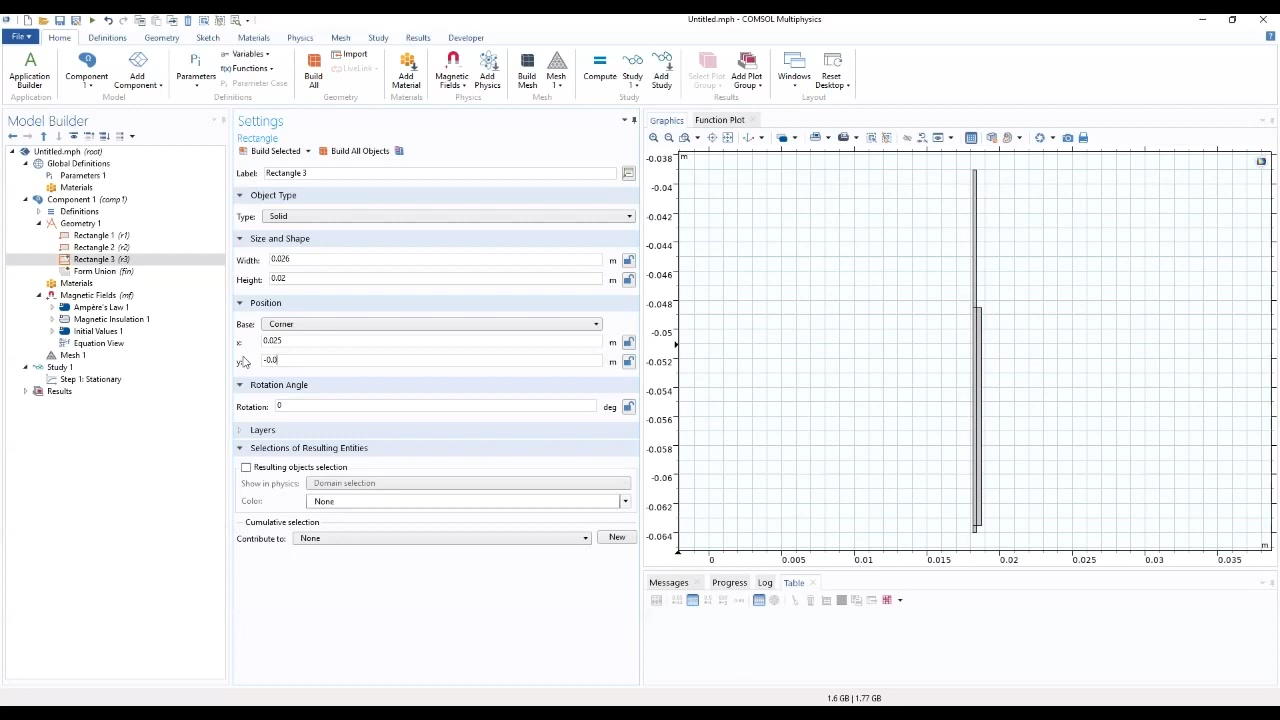 Untitled.mph - COMSOL Multiphysics
File Home Definitions Geometry Sketch Materials Physics Mesh Study Results Developer
Application Builder
Component 1
Add Component
Parameters
Variables
Functions
Parameter Case
Build All
Import
LiveLink
Add Material
Magnetic Fields
Add Physics
Build Mesh
Mesh 1
Compute
Study 1
Add Study
Select Plot Group
Add Plot Group
Windows
Reset Desktop
Application Model Definitions Geometry Materials Physics Mesh Study Results Layout
Model Builder
Untitled.mph (root)
Global Definitions
Parameters 1
Materials
Component 1 (comp1)
Definitions
Geometry 1
Rectangle 1 (r1)
Rectangle 2 (r2)
Rectangle 3 (r3)
Form Union (fin)
Materials
Magnetic Fields (mf)
Ampère's Law 1
Magnetic Insulation 1
Initial Values 1
Equation View
Mesh 1
Study 1
Step 1: Stationary
Results
Settings
Rectangle
Build Selected Build All Objects
Label: Rectangle 3
Object Type
Type: Solid
Size and Shape
Width: 0.026 m
Height: 0.02 m
Position
Base: Corner
x: 0.025 m
y: -0.0 m
Rotation Angle
Rotation: 0 deg
Layers
Selections of Resulting Entities
Resulting objects selection
Show in physics: Domain selection
Color: None
Cumulative selection
Contribute to: None New
Graphics Function Plot
m
-0.038
-0.04
-0.042
-0.044
-0.046
-0.048
-0.05
-0.052
-0.054
-0.056
-0.058
-0.06
-0.062
-0.064
m
0 0.005 0.01 0.015 0.02 0.025 0.03 0.035
Messages Progress Log Table
1.6 GB | 1.77 GB